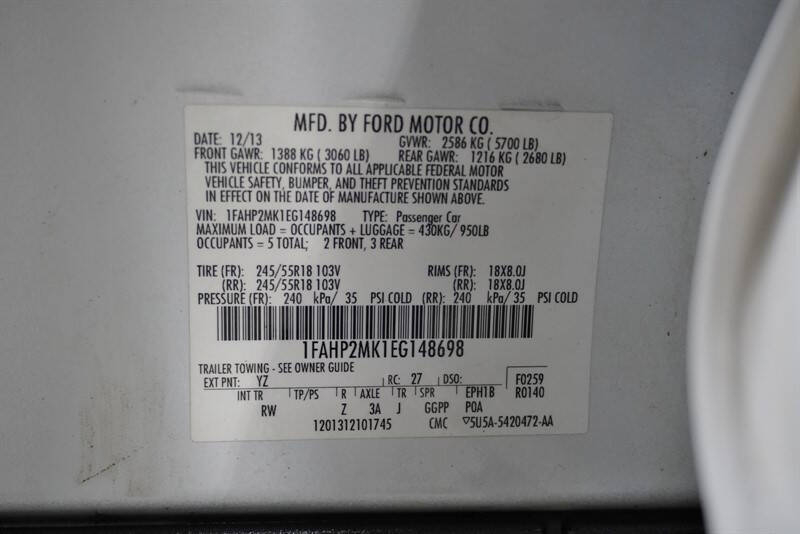 MFD. BY FORD MOTOR CO.
DATE: 12/13 GVWR: 2586 KG ( 5700 LB)
FRONT GAWR: 1388 KG ( 3060 LB) REAR GAWR: 1216 KG ( 2680 LB)
THIS VEHICLE CONFORMS TO ALL APPLICABLE FEDERAL MOTOR
VEHICLE SAFETY, BUMPER, AND THEFT PREVENTION STANDARDS
IN EFFECT ON THE DATE OF MANUFACTURE SHOWN ABOVE.
VIN: 1FAHP2MK1EG148698 TYPE: Passenger Car
MAXIMUM LOAD = OCCUPANTS + LUGGAGE = 430KG/ 950LB
OCCUPANTS = 5 TOTAL; 2 FRONT, 3 REAR
TIRE (FR): 245/55R18 103V RIMS (FR): 18X8.0J
(RR): 245/55R18 103V (RR): 18X8.0J
PRESSURE (FR): 240 kPa/ 35 PSI COLD (RR): 240 kPa/ 35 PSI COLD
1FAHP2MK1EG148698
TRAILER TOWING - SEE OWNER GUIDE
EXT PNT: YZ RC: 27 DSO: F0259
INT TR TP/PS R AXLE TR SPR EPH1B R0140
RW Z 3A J GGPP P0A
1201312101745 CMC ▽5U5A-5420472-AA